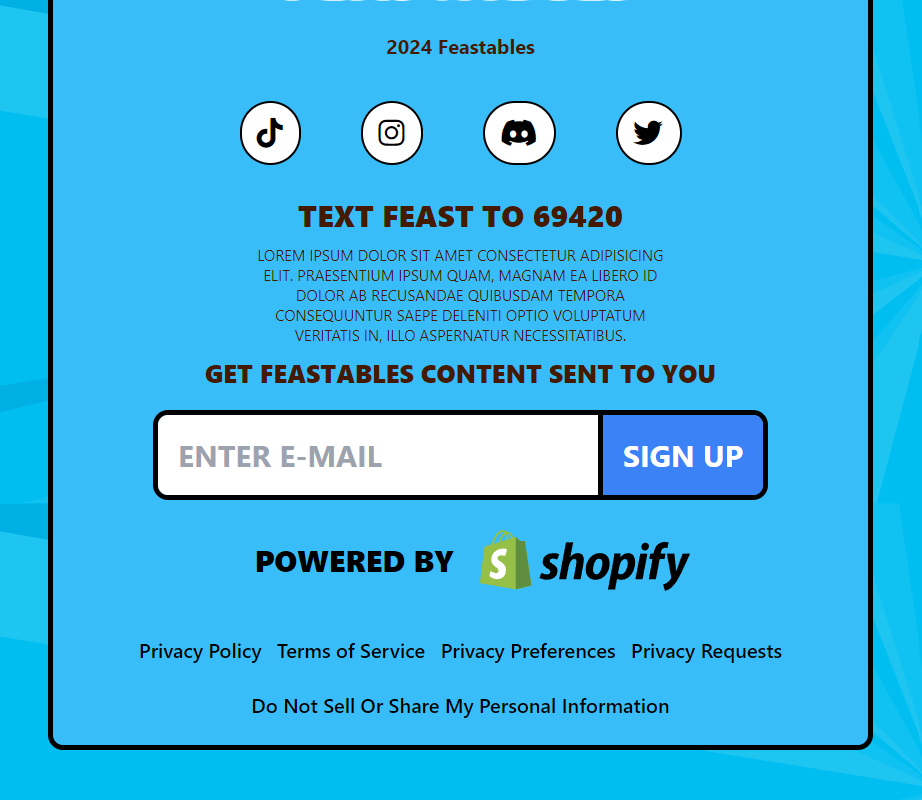 2024 Feastables
TEXT FEAST TO 69420
LOREM IPSUM DOLOR SIT AMET CONSECTETUR ADIPISICING
ELIT. PRAESENTIUM IPSUM QUAM, MAGNAM EA LIBERO ID
DOLOR AB RECUSANDAE QUIBUSDAM TEMPORA
CONSEQUUNTUR SAEPE DELENITI OPTIO VOLUPTATUM
VERITATIS IN, ILLO ASPERNATUR NECESSITATIBUS.
GET FEASTABLES CONTENT SENT TO YOU
ENTER E-MAIL
SIGN UP
POWERED BY
shopify
Privacy Policy Terms of Service Privacy Preferences Privacy Requests
Do Not Sell Or Share My Personal Information